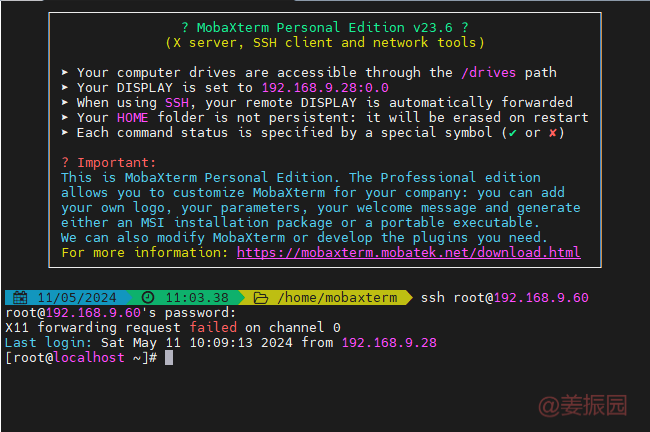 ? MobaXterm Personal Edition v23.6 ?
(X server, SSH client and network tools)
➤ Your computer drives are accessible through the /drives path
➤ Your DISPLAY is set to 192.168.9.28:0.0
➤ When using SSH, your remote DISPLAY is automatically forwarded
➤ Your HOME folder is not persistent: it will be erased on restart
➤ Each command status is specified by a special symbol (✔ or ✘)
? Important:
This is MobaXterm Personal Edition. The Professional edition
allows you to customize MobaXterm for your company: you can add
your own logo, your parameters, your welcome message and generate
either an MSI installation package or a portable executable.
We can also modify MobaXterm or develop the plugins you need.
For more information: https://mobaxterm.mobatek.net/download.html
11/05/2024 11:03.38 /home/mobaxterm ssh root@192.168.9.60
root@192.168.9.60's password:
X11 forwarding request failed on channel 0
Last login: Sat May 11 10:09:13 2024 from 192.168.9.28
[root@localhost ~]#
@姜振园